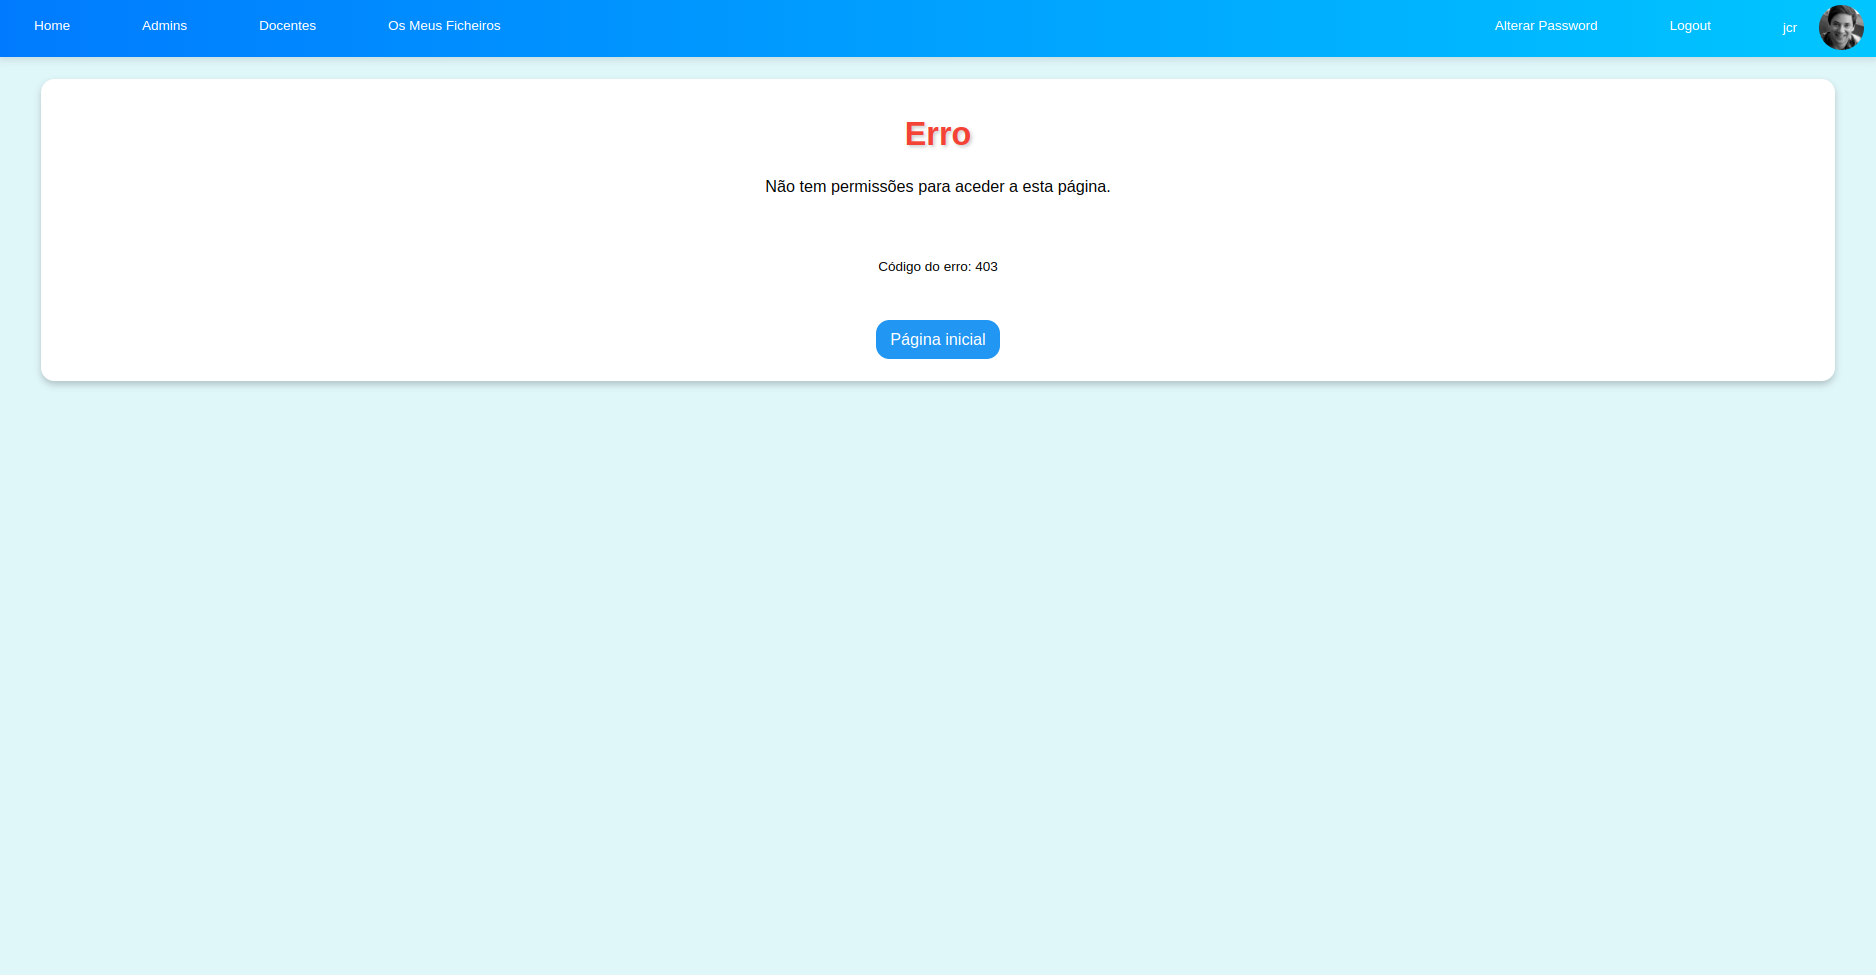 Home Admins Docentes Os Meus Ficheiros Alterar Password Logout jcr
Erro
Não tem permissões para aceder a esta página.
Código do erro: 403
Página inicial